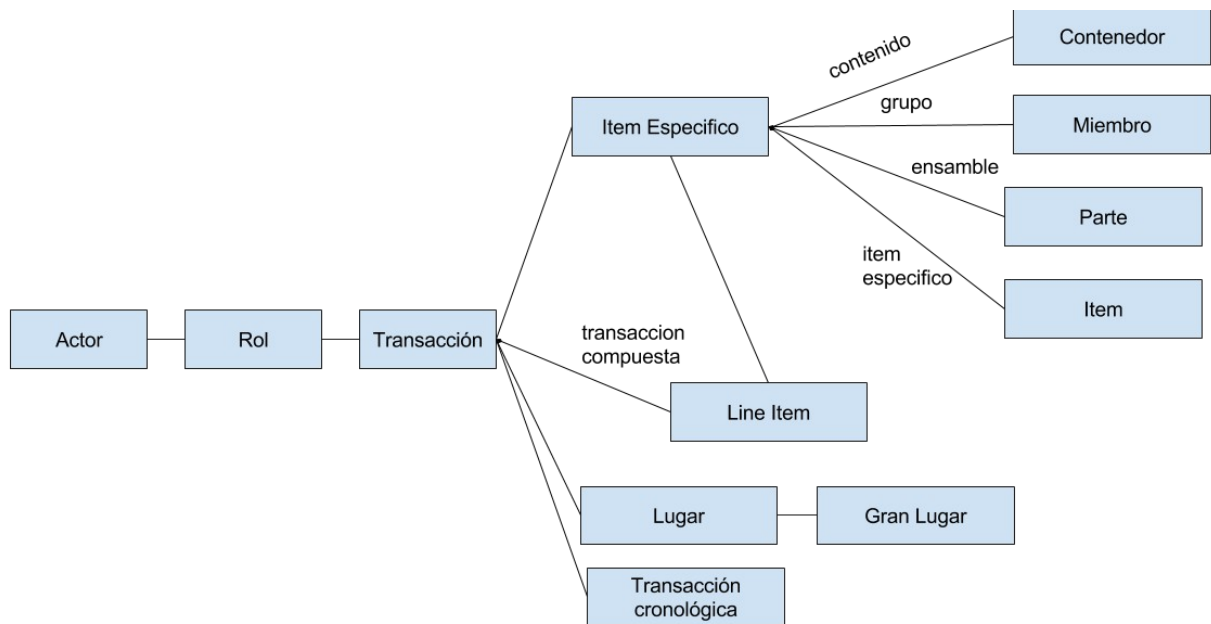 Contenedor
contenido
grupo
Item Especifico
Miembro
ensamble
Parte
item
especifico
Item
Actor
Rol
Transacción
transaccion
compuesta
Line Item
Lugar
Gran Lugar
Transacción
cronológica